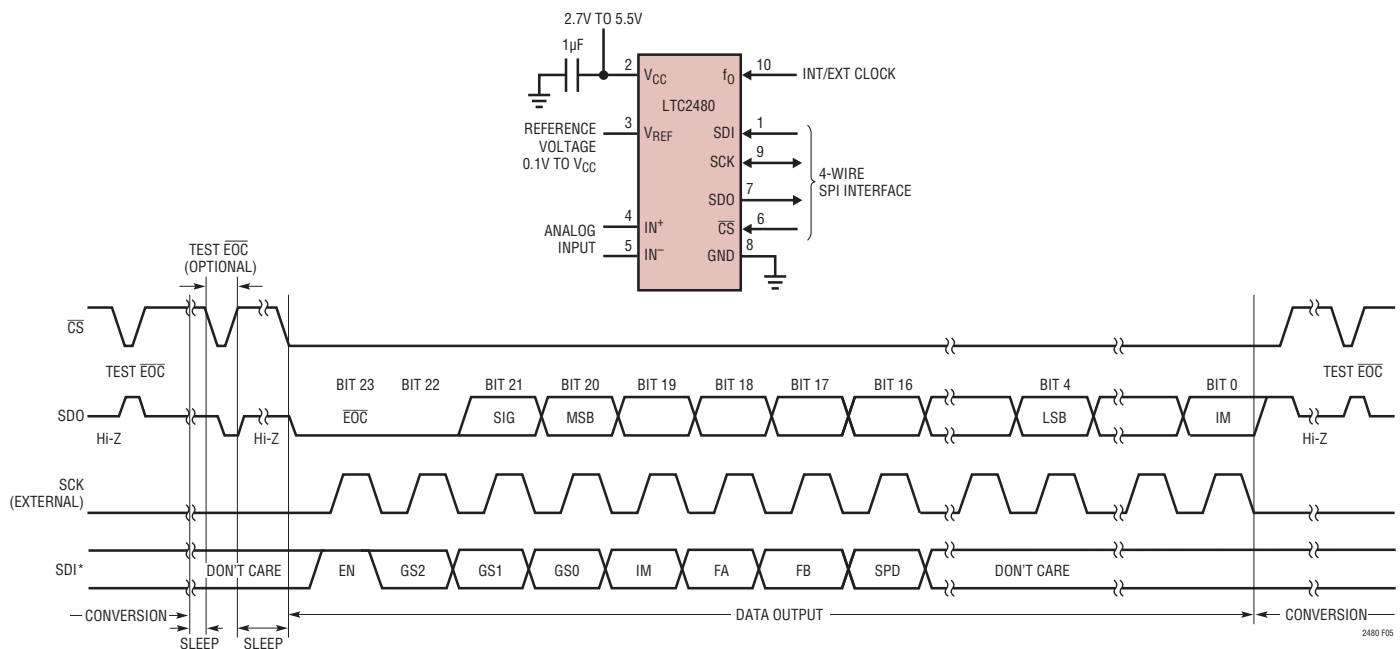 2.7V TO 5.5V
1µF
2 VCC
fO 10 INT/EXT CLOCK
LTC2480
REFERENCE VOLTAGE 0.1V TO VCC
3 VREF
SDI 1
SCK 9
SDO 7
CS 6
4-WIRE SPI INTERFACE
ANALOG INPUT
4 IN+
5 IN–
GND 8
TEST EOC (OPTIONAL)
CS
TEST EOC
BIT 23 BIT 22 BIT 21 BIT 20 BIT 19 BIT 18 BIT 17 BIT 16 BIT 4 BIT 0
TEST EOC
SDO
EOC SIG MSB LSB IM
Hi-Z Hi-Z Hi-Z
SCK (EXTERNAL)
SDI*
DON'T CARE EN GS2 GS1 GS0 IM FA FB SPD DON'T CARE
CONVERSION DATA OUTPUT CONVERSION
SLEEP SLEEP
2480 F05